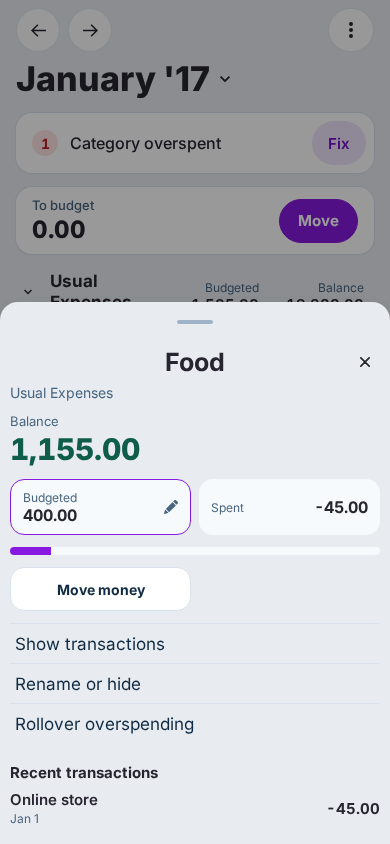 January '17
1 Category overspent Fix
To budget
0.00 Move
Usual
Expenses
Budgeted Balance
Food
Usual Expenses
Balance
1,155.00
Budgeted
400.00
Spent -45.00
Move money
Show transactions
Rename or hide
Rollover overspending
Recent transactions
Online store
Jan 1
-45.00